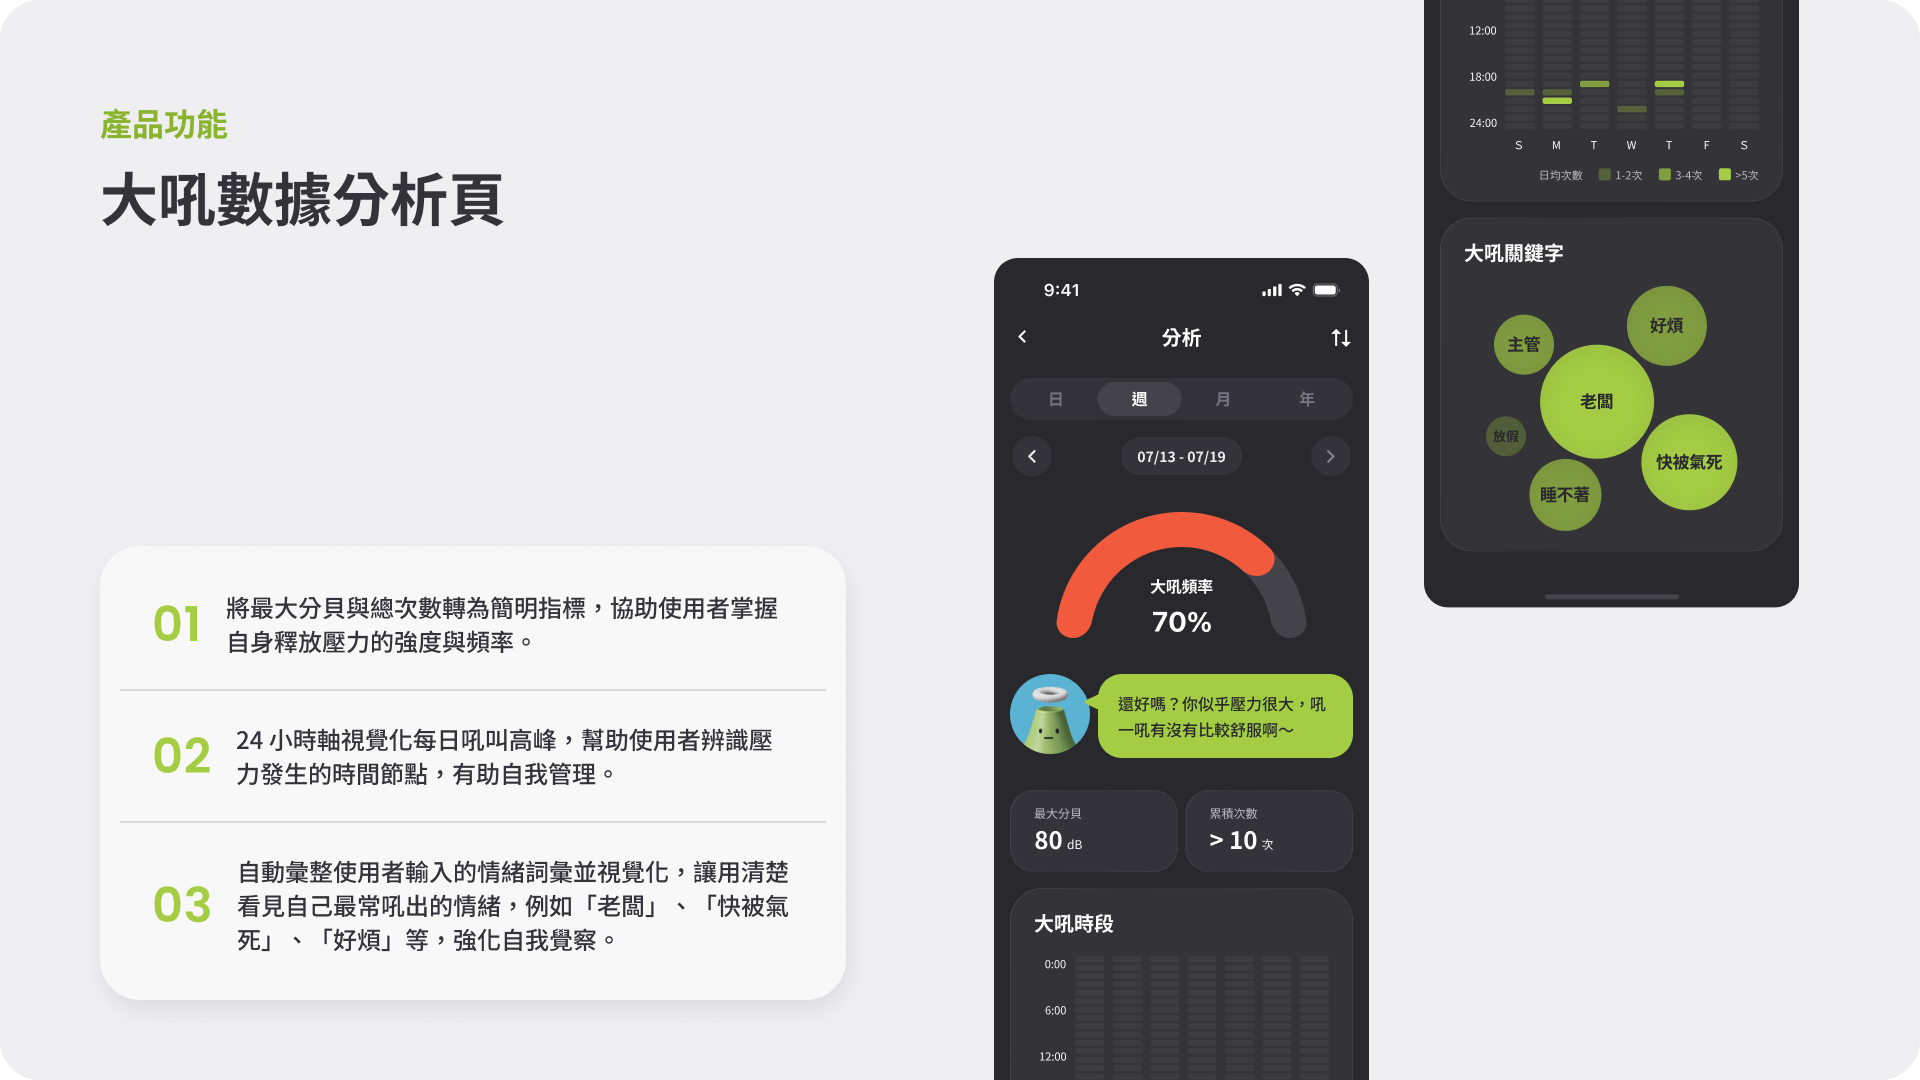 產品功能
大吼數據分析頁
01
將最大分貝與總次數轉為簡明指標，協助使用者掌握
自身釋放壓力的強度與頻率。
02
24 小時軸視覺化每日吼叫高峰，幫助使用者辨識壓
力發生的時間節點，有助自我管理。
03
自動彙整使用者輸入的情緒詞彙並視覺化，讓用清楚
看見自己最常吼出的情緒，例如「老闆」、「快被氣
死」、「好煩」等，強化自我覺察。
9:41
分析
日
週
月
年
07/13 - 07/19
大吼頻率
70%
還好嗎？你似乎壓力很大，吼
一吼有沒有比較舒服啊～
最大分貝
80 dB
累積次數
> 10 次
大吼時段
0:00
6:00
12:00
12:00
18:00
24:00
S M T W T F S
日均次數 1-2次 3-4次 >5次
大吼關鍵字
好煩
主管
老闆
放假
快被氣死
睡不著